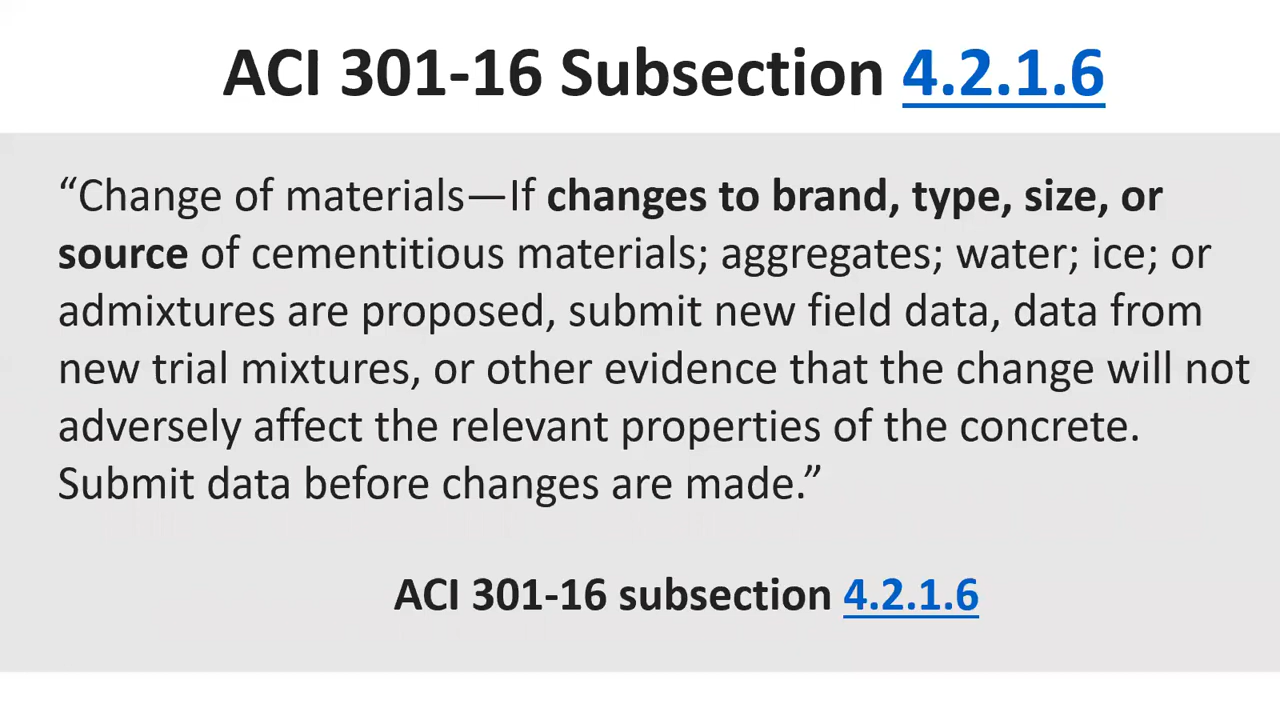 ACI 301-16 Subsection 4.2.1.6
“Change of materials—If changes to brand, type, size, or
source of cementitious materials; aggregates; water; ice; or
admixtures are proposed, submit new field data, data from
new trial mixtures, or other evidence that the change will not
adversely affect the relevant properties of the concrete.
Submit data before changes are made.”
ACI 301-16 subsection 4.2.1.6